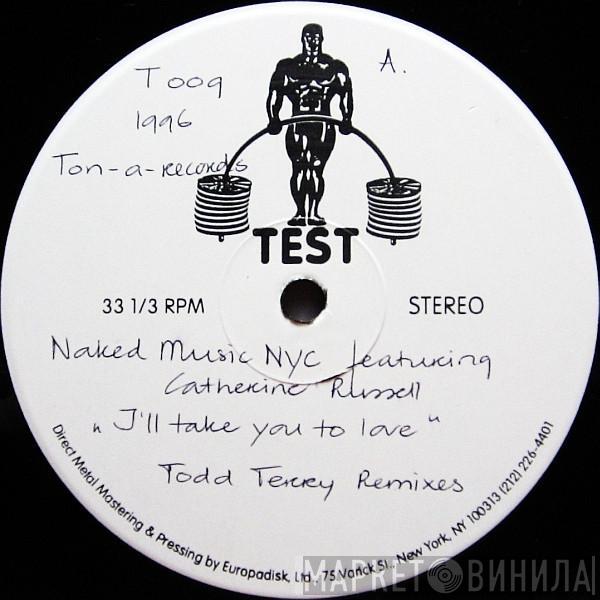 T009
A.
1996
Ton-a-records
TEST
33 1/3 RPM
STEREO
Naked Music NYC featuring
Catherine Russell
"I'll take you to love"
Todd Terry Remixes
Direct Metal Mastering & Pressing by Europadisk, Ltd., 75 Varick St., New York, NY 100313 (212) 226-4401
МАРКЕТ ВИНИЛА